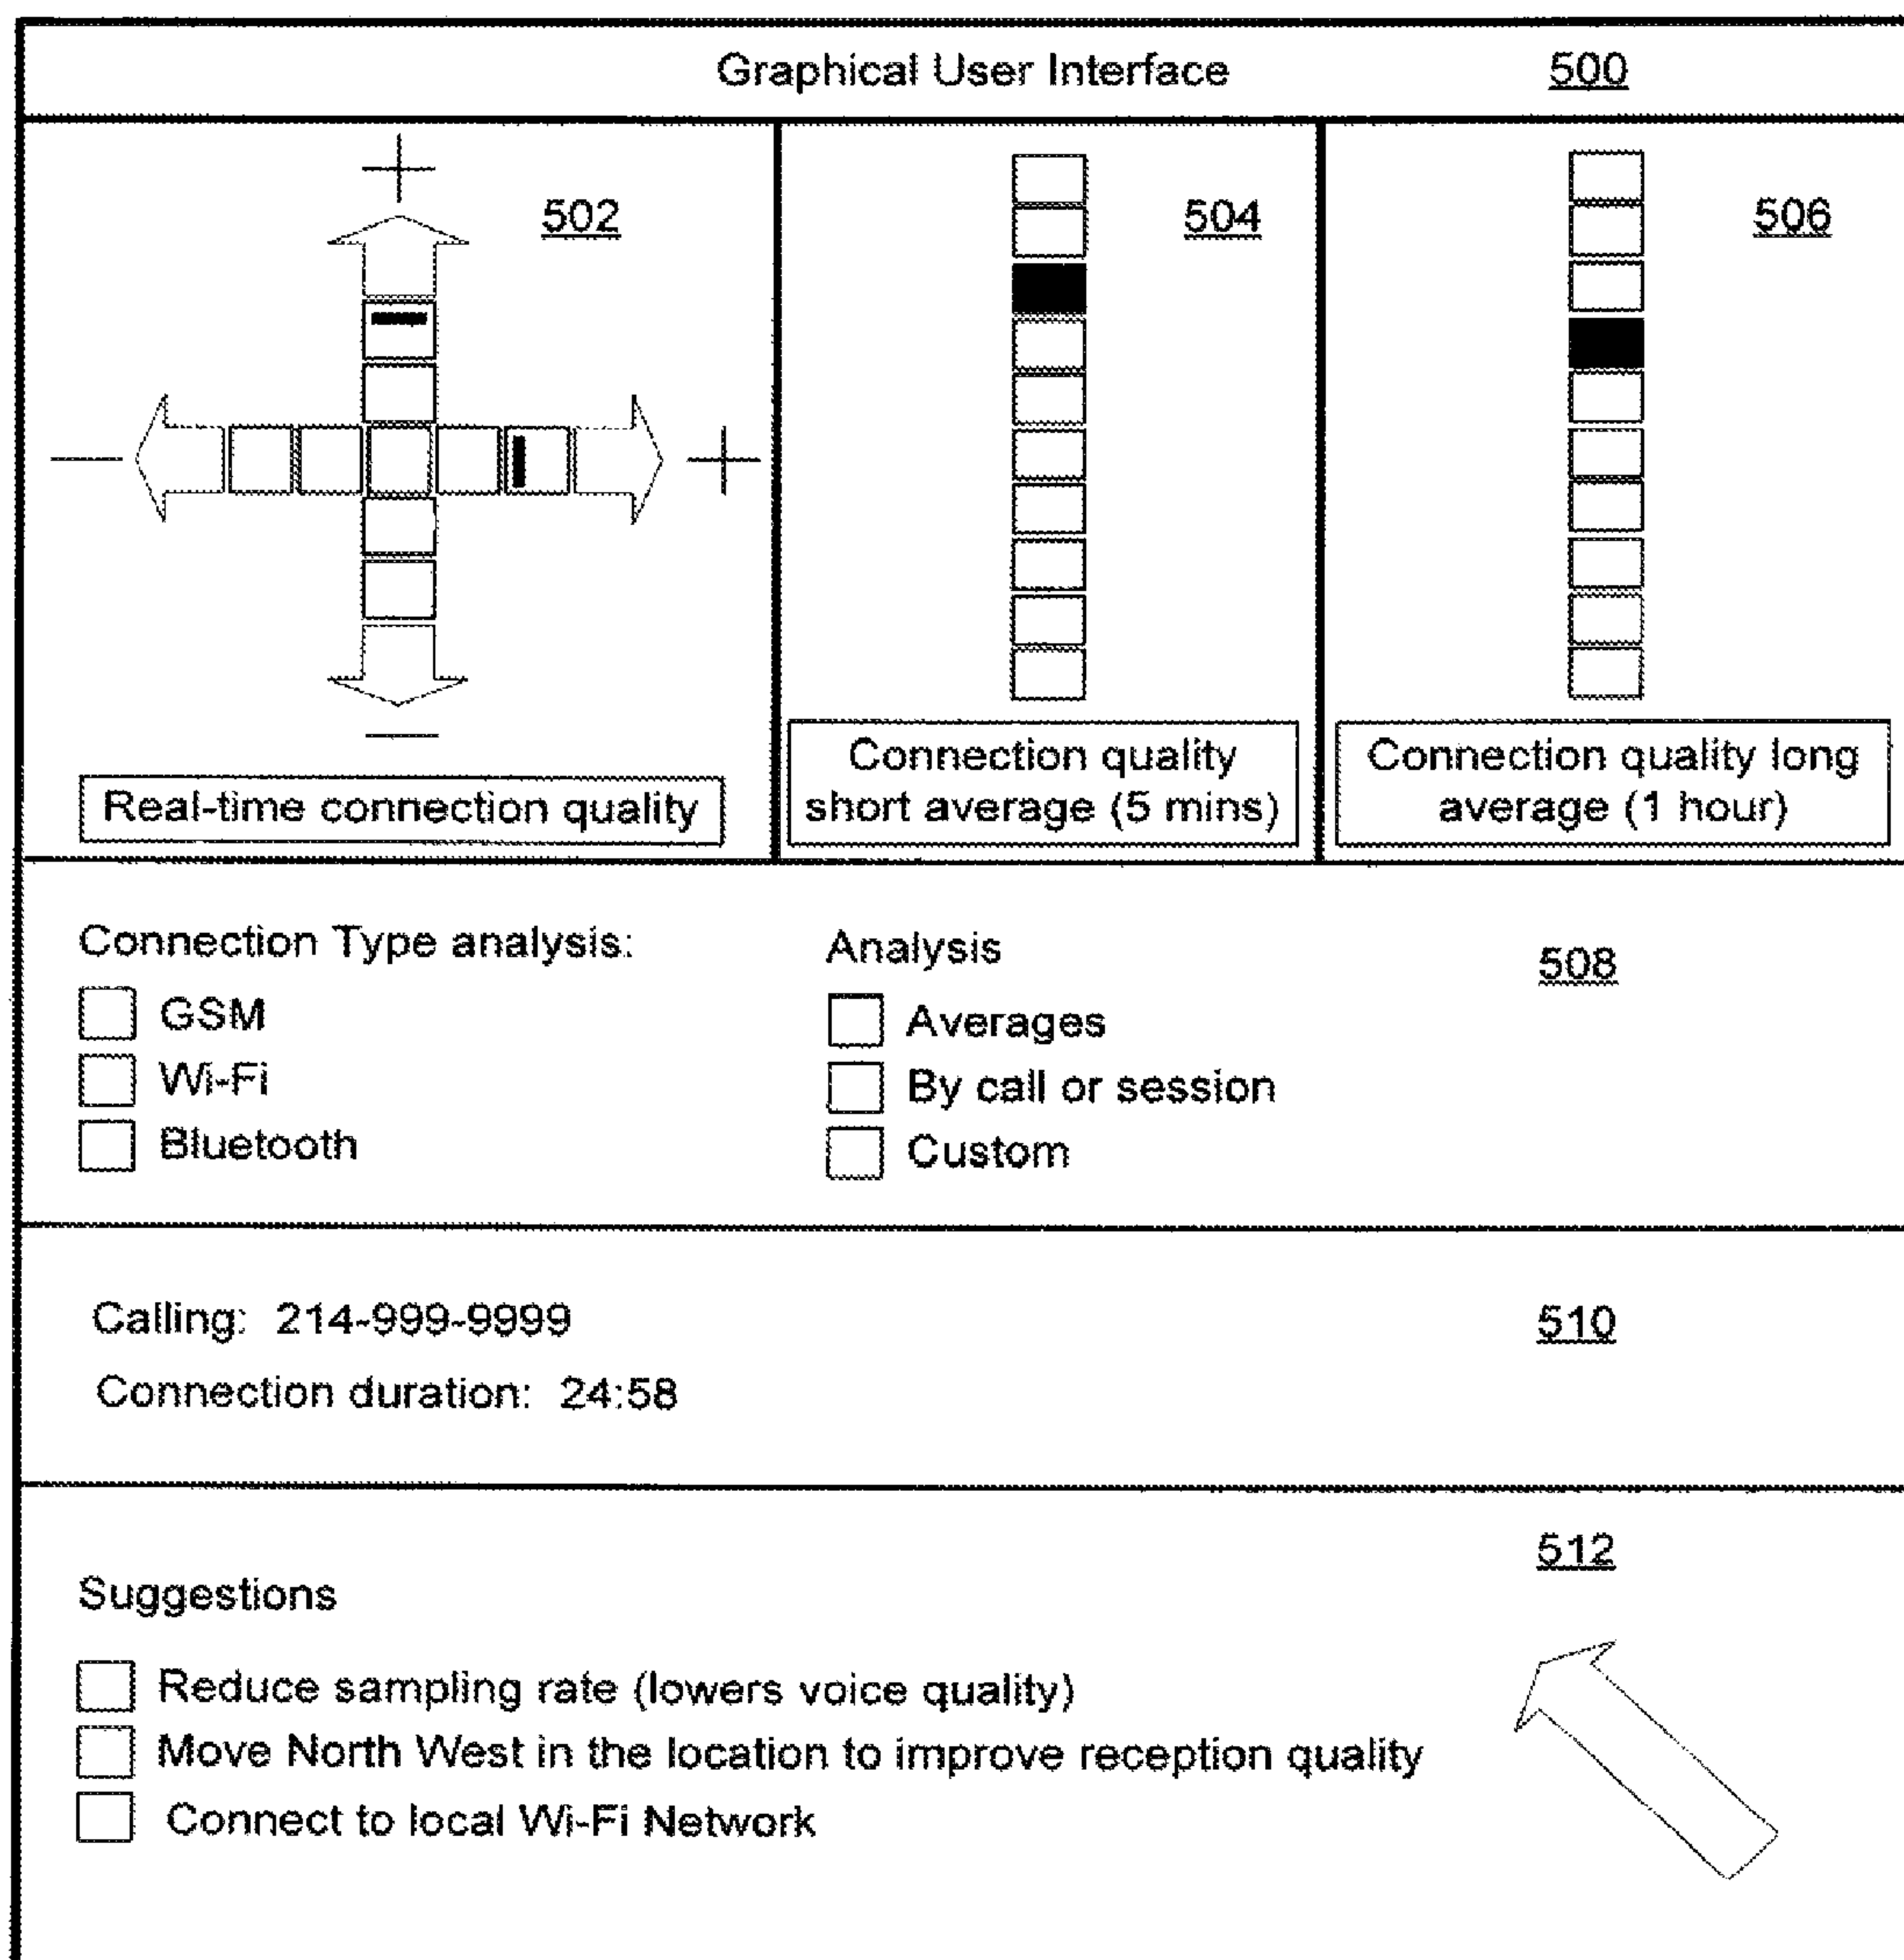 Graphical User Interface 500
502
504
506
Real-time connection quality
Connection quality
short average (5 mins)
Connection quality long
average (1 hour)
Connection Type analysis:
GSM
Wi-Fi
Bluetooth
Analysis
Averages
By call or session
Custom
508
Calling: 214-999-9999
Connection duration: 24:58
510
512
Suggestions
Reduce sampling rate (lowers voice quality)
Move North West in the location to improve reception quality
Connect to local Wi-Fi Network